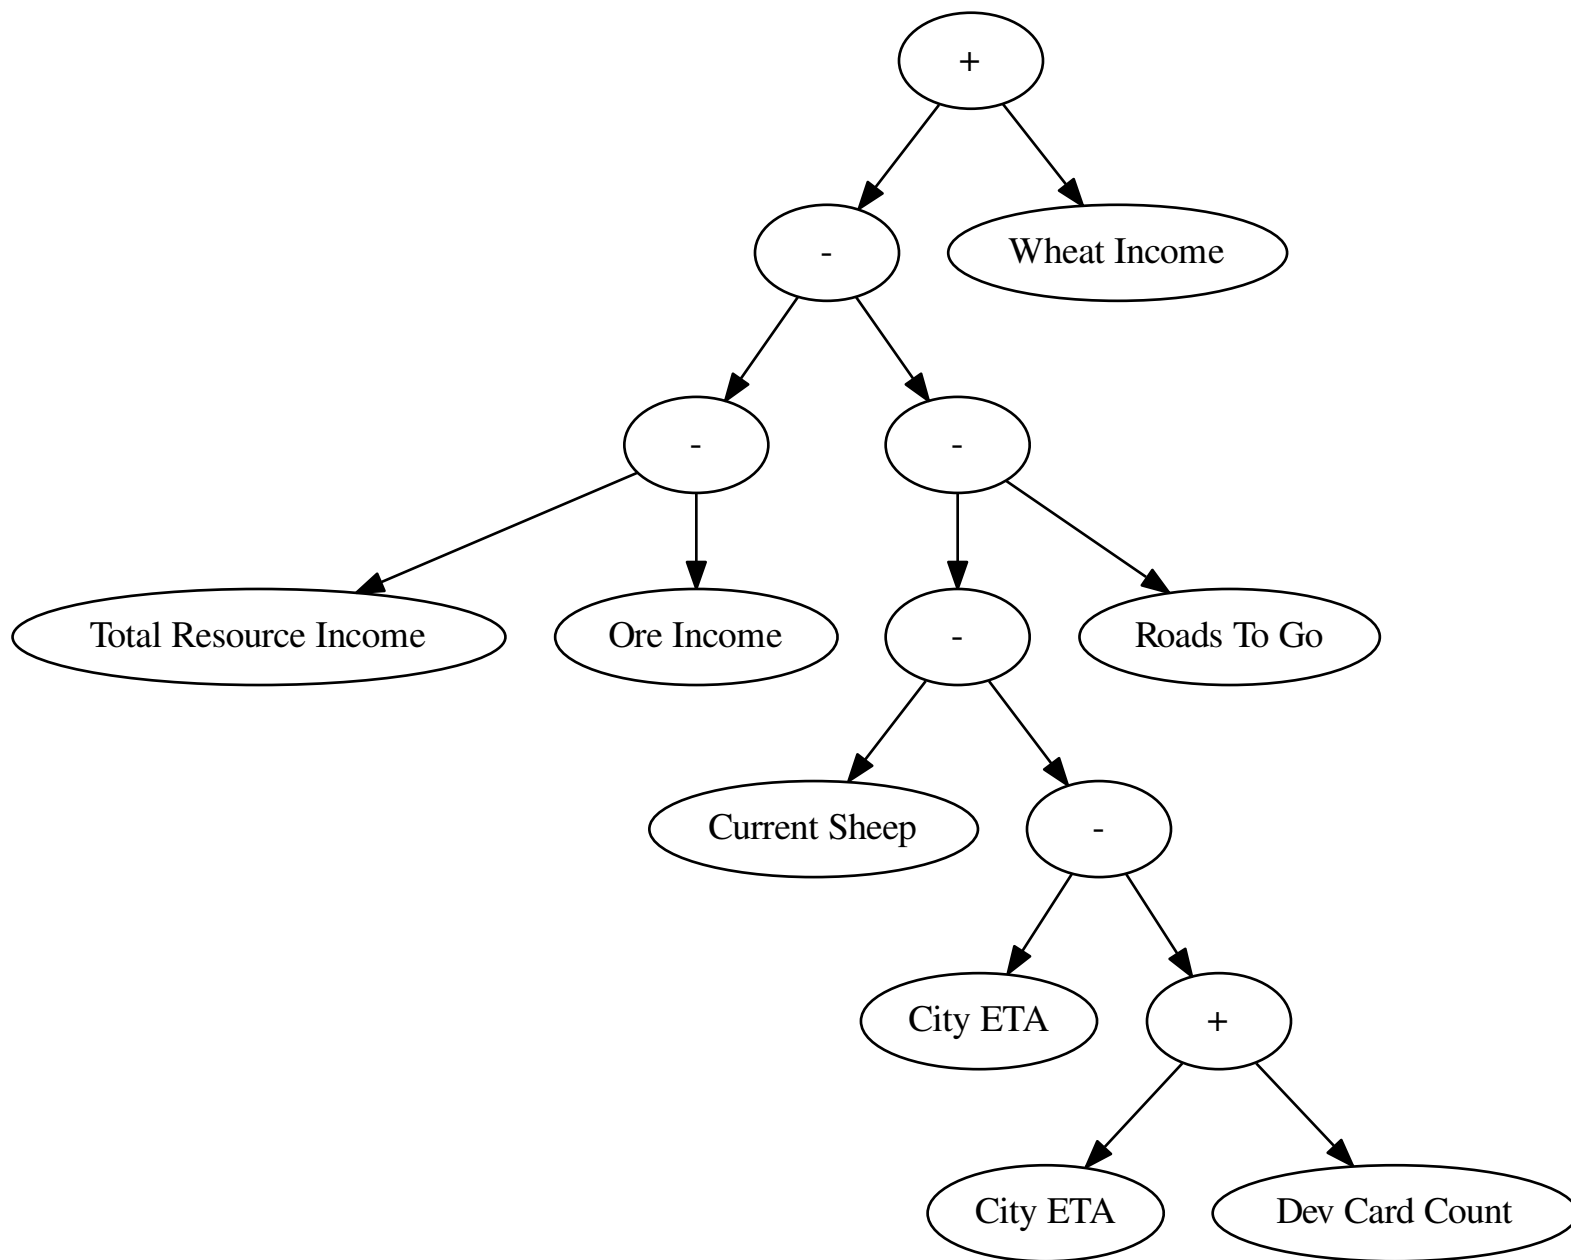 +
-
Wheat Income
-
-
Total Resource Income
Ore Income
-
Roads To Go
Current Sheep
-
City ETA
+
City ETA
Dev Card Count